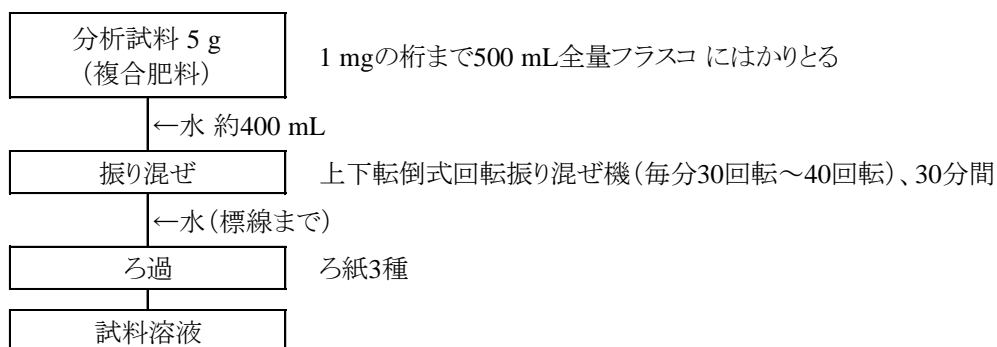 分析試料 5 g
（複合肥料）
1 mgの桁まで500 mL全量フラスコ にはかりとる
←水 約400 mL
振り混ぜ
上下転倒式回転振り混ぜ機（毎分30回転～40回転）、30分間
←水（標線まで）
ろ過
ろ紙3種
試料溶液